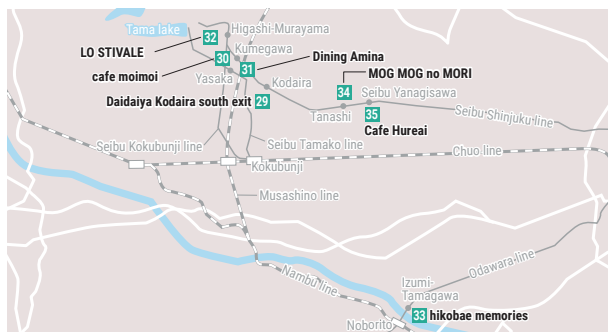 Tama lake
32
Higashi-Murayama
LO STIVALE
Kumegawa
30
Dining Amina
31
cafe moimoi
Yasaka
MOG MOG no MORI
Kodaira
34
Seibu Yanagisawa
Daidaiya Kodaira south exit 29
Tanashi
35
Cafe Hureai
Seibu Shinjuku line
Seibu Kokubunji line
Seibu Tamako line
Chuo line
Kokubunji
Musashino line
Nambu line
Odawara line
Izumi-
Tamagawa
33 hikobae memories
Noborito